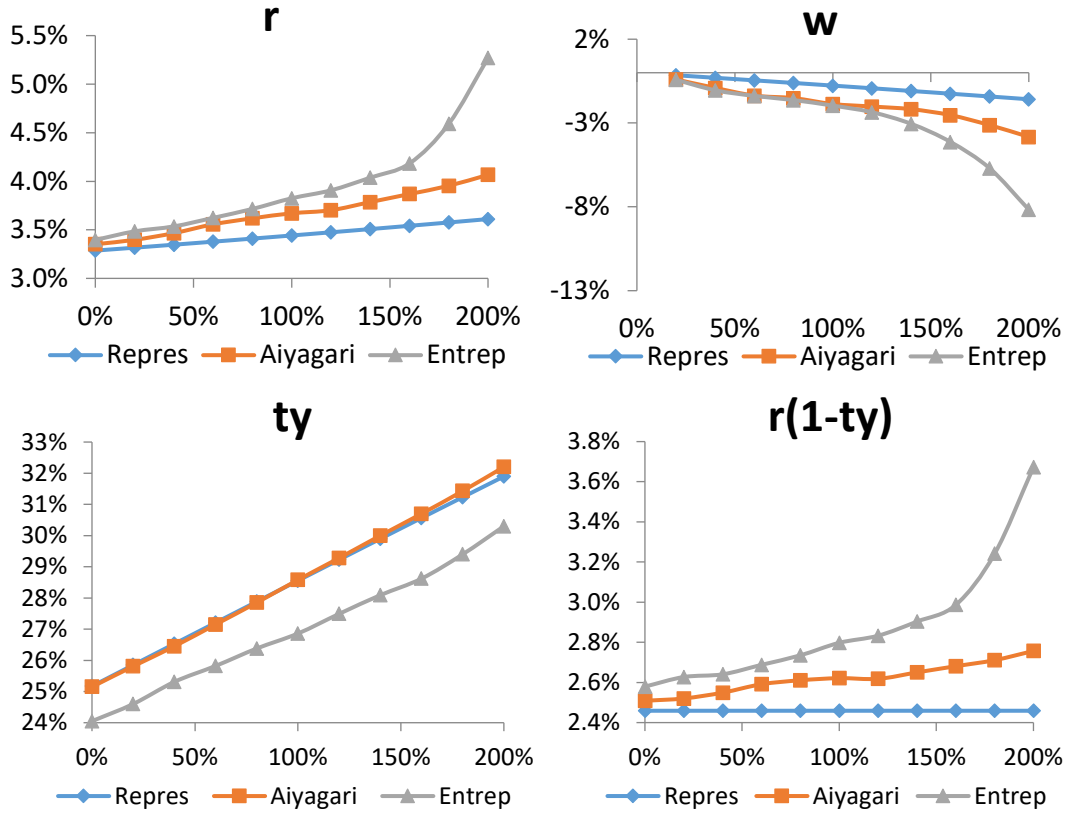 r
5.5%
5.0%
4.5%
4.0%
3.5%
3.0%
0% 50% 100% 150% 200%
Repres Aiyagari Entrep
w
2%
-3%
-8%
-13%
0% 50% 100% 150% 200%
Repres Aiyagari Entrep
ty
33%
32%
31%
30%
29%
28%
27%
26%
25%
24%
0% 50% 100% 150% 200%
Repres Aiyagari Entrep
r(1-ty)
3.8%
3.6%
3.4%
3.2%
3.0%
2.8%
2.6%
2.4%
0% 50% 100% 150% 200%
Repres Aiyagari Entrep